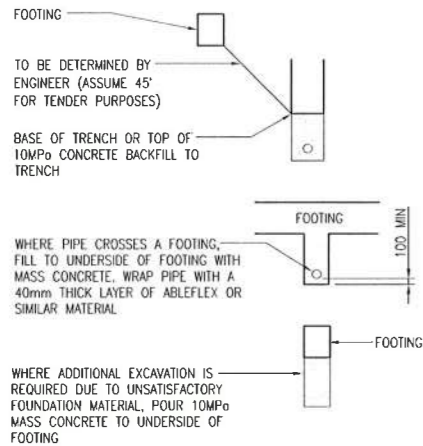 FOOTING
TO BE DETERMINED BY
ENGINEER (ASSUME 45°
FOR TENDER PURPOSES)
BASE OF TRENCH OR TOP OF
10MPa CONCRETE BACKFILL TO
TRENCH
FOOTING
100 MIN
WHERE PIPE CROSSES A FOOTING,
FILL TO UNDERSIDE OF FOOTING WITH
MASS CONCRETE. WRAP PIPE WITH A
40mm THICK LAYER OF ABLEFLEX OR
SIMILAR MATERIAL
FOOTING
WHERE ADDITIONAL EXCAVATION IS
REQUIRED DUE TO UNSATISFACTORY
FOUNDATION MATERIAL, POUR 10MPa
MASS CONCRETE TO UNDERSIDE OF
FOOTING